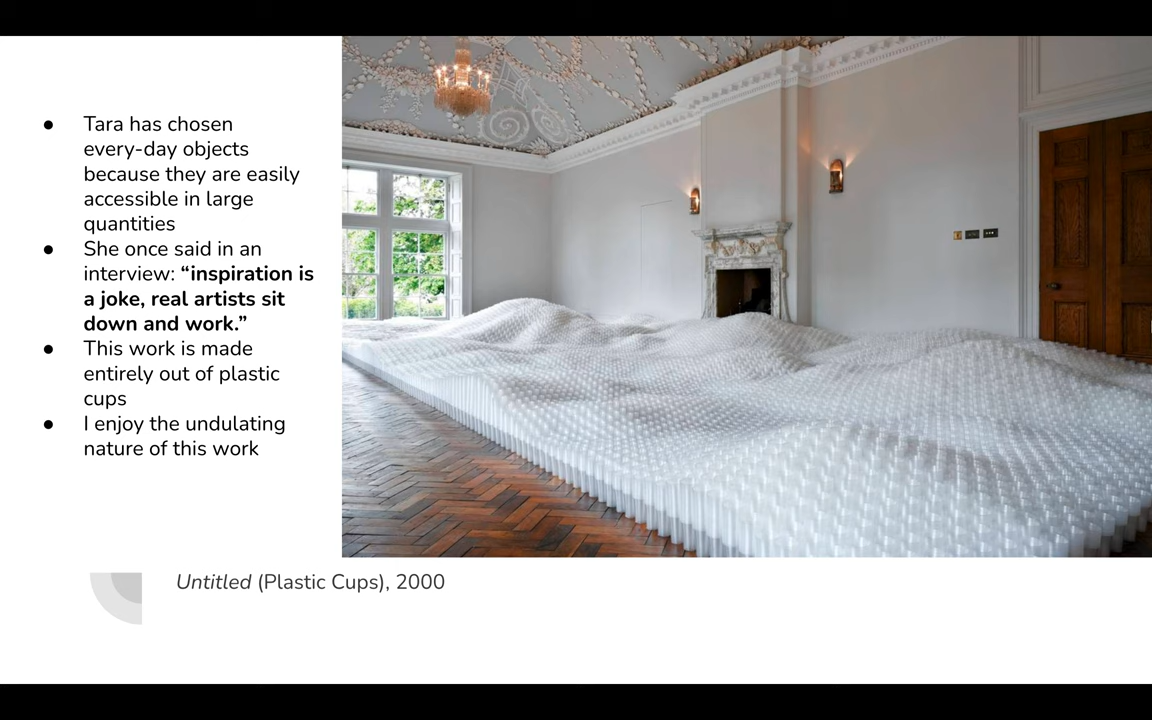 ● Tara has chosen
every-day objects
because they are easily
accessible in large
quantities
● She once said in an
interview: “inspiration is
a joke, real artists sit
down and work.”
● This work is made
entirely out of plastic
cups
● I enjoy the undulating
nature of this work
Untitled (Plastic Cups), 2000